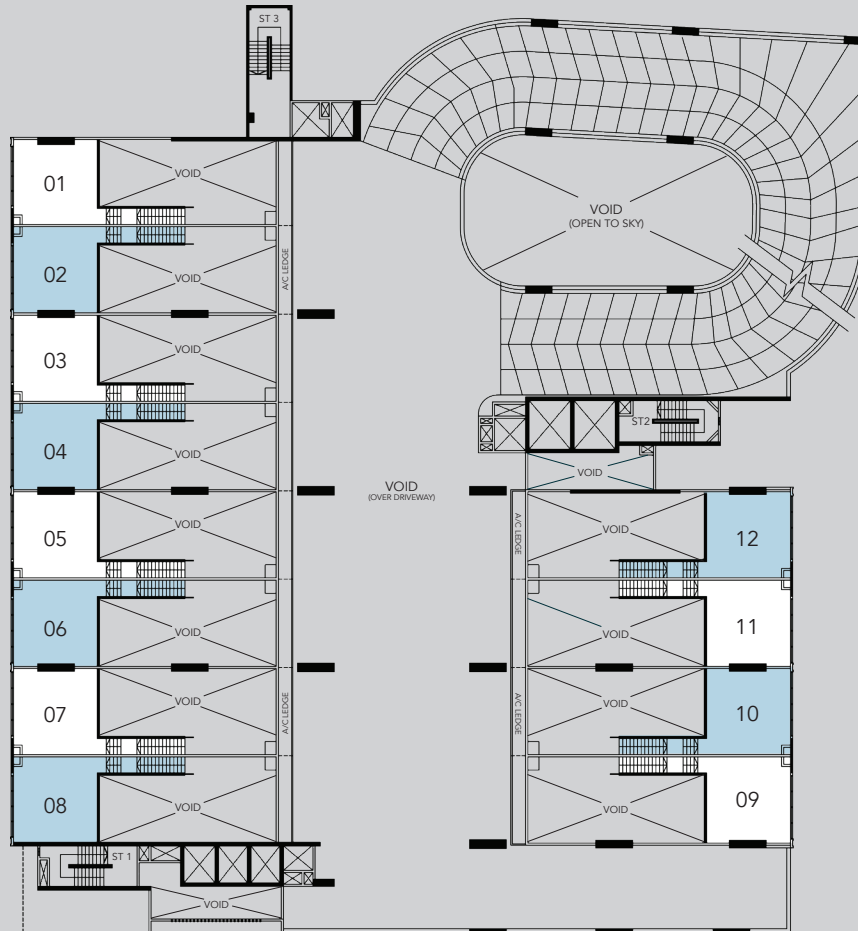 ST 3
01
VOID
02
VOID
A/C LEDGE
03
VOID
04
VOID
05
VOID
06
VOID
07
VOID
A/C LEDGE
08
VOID
ST 1
VOID
VOID
(OPEN TO SKY)
ST2
VOID
VOID
(OVER DRIVEWAY)
A/C LEDGE
VOID
12
VOID
11
A/C LEDGE
VOID
10
VOID
09